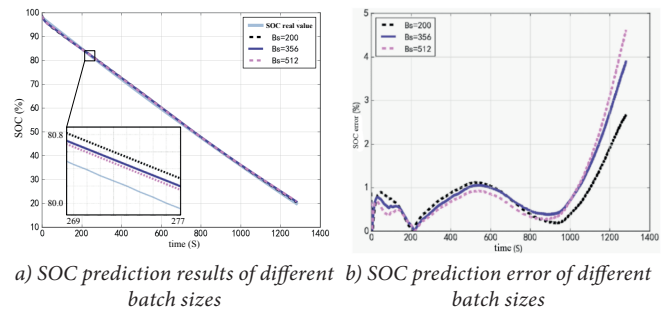 100
90
80
70
60
50
40
30
20
10
SOC (%)
SOC real value
Bs=200
Bs=356
Bs=512
80.8
80.0
269
277
0
200
400
600
800
1000
1200
1400
time (S)
5
4
3
2
1
0
SOC error(%)
Bs=200
Bs=356
Bs=512
0
200
400
600
800
1000
1200
1400
time (S)
a) SOC prediction results of different
batch sizes
b) SOC prediction error of different
batch sizes